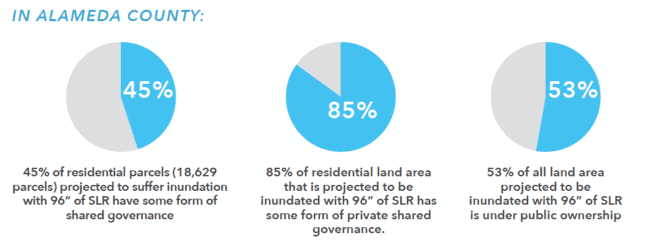 IN ALAMEDA COUNTY:
45%
85%
53%
45% of residential parcels (18,629
parcels) projected to suffer inundation
with 96” of SLR have some form of
shared governance
85% of residential land area
that is projected to be
inundated with 96” of SLR has
some form of private shared
governance.
53% of all land area
projected to be
inundated with 96” of SLR
is under public ownership